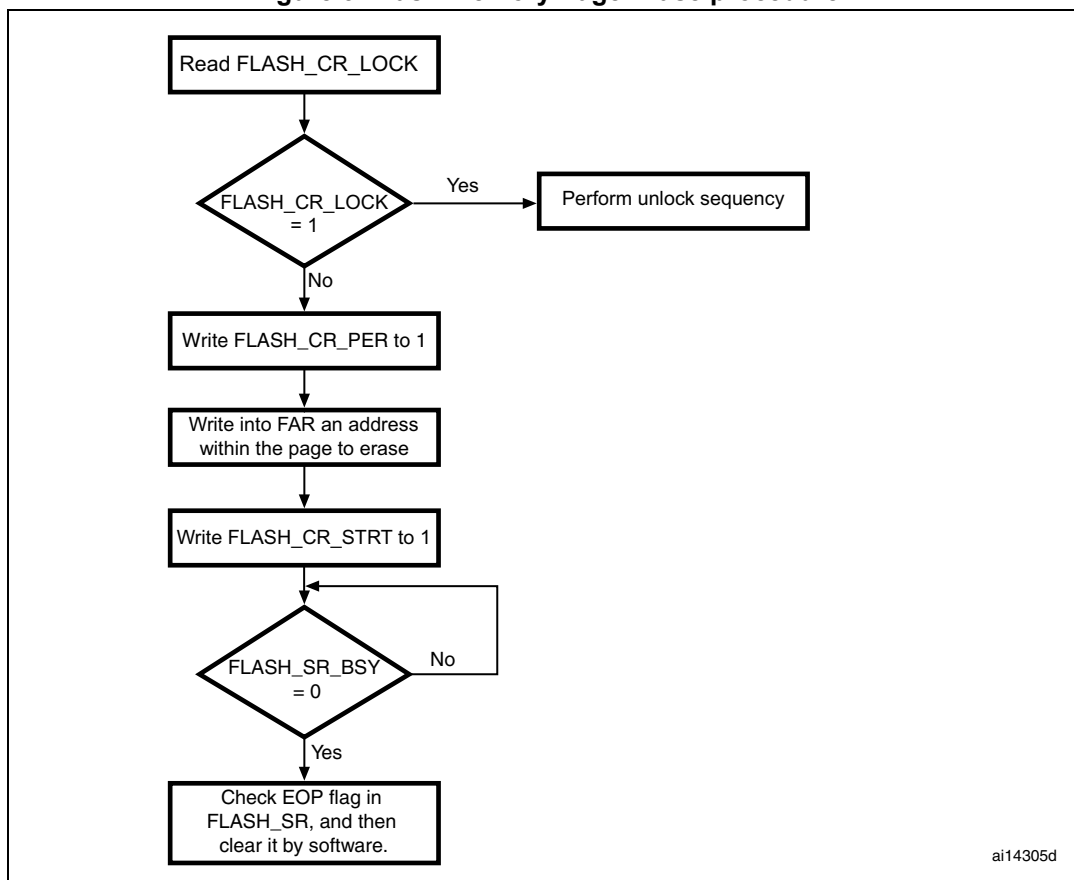 Read FLASH_CR_LOCK
FLASH_CR_LOCK
= 1
Yes
Perform unlock sequency
No
Write FLASH_CR_PER to 1
Write into FAR an address
within the page to erase
Write FLASH_CR_STRT to 1
FLASH_SR_BSY
= 0
No
Yes
Check EOP flag in
FLASH_SR, and then
clear it by software.
ai14305d